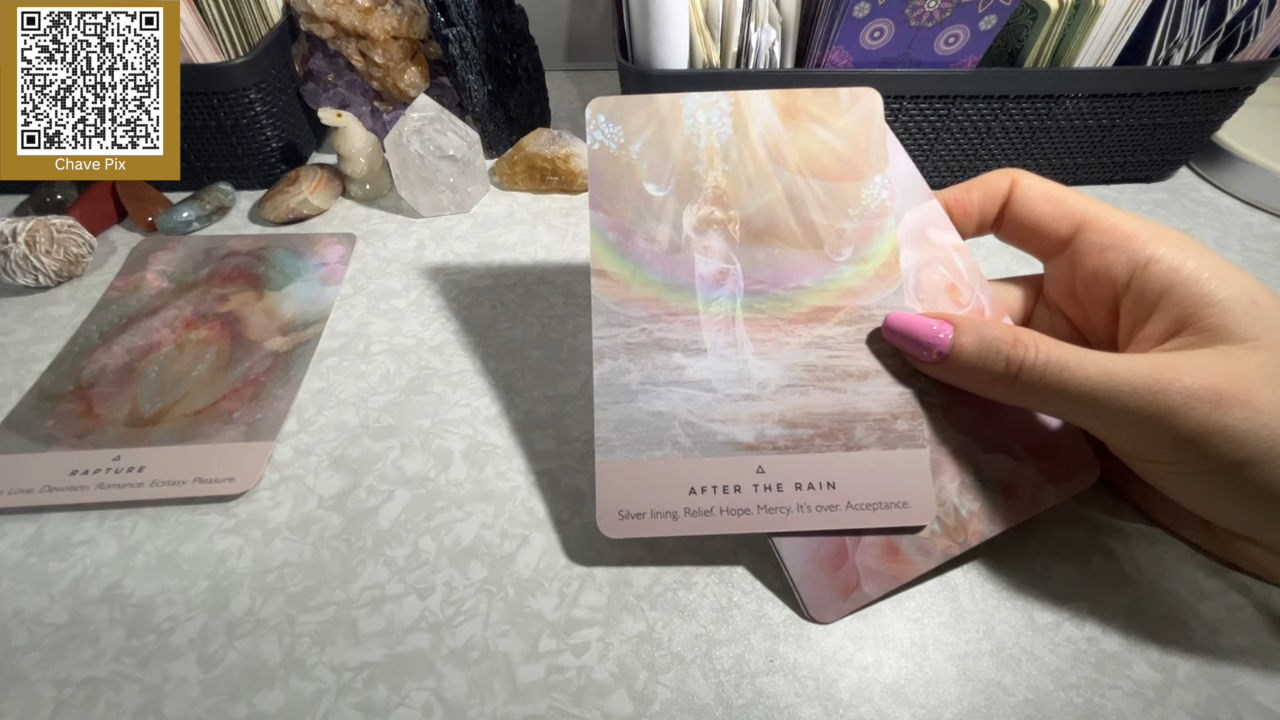 Chave Pix
RAPTURE
Love. Devotion. Romance. Ecstasy. Pleasure.
AFTER THE RAIN
Silver lining. Relief. Hope. Mercy. It's over. Acceptance.